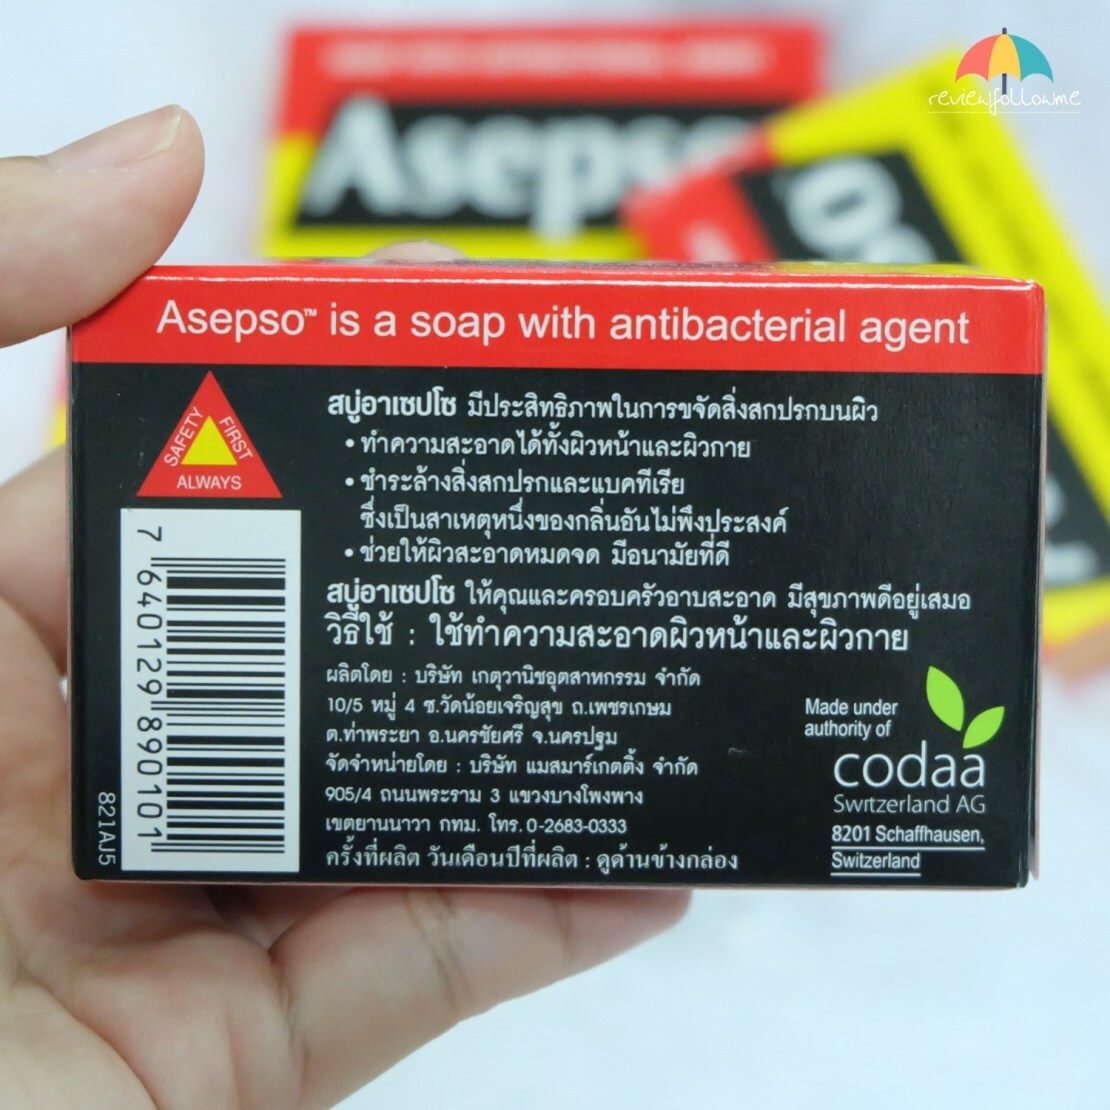 reviewfollowme
Asepso
Asepso™ is a soap with antibacterial agent
SAFETY FIRST ALWAYS
สบู่อาเซปโซ มีประสิทธิภาพในการขจัดสิ่งสกปรกบนผิว
• ทำความสะอาดได้ทั้งผิวหน้าและผิวกาย
• ชำระล้างสิ่งสกปรกและแบคทีเรีย
ซึ่งเป็นสาเหตุหนึ่งของกลิ่นอันไม่พึงประสงค์
• ช่วยให้ผิวสะอาดหมดจด มีอนามัยที่ดี
สบู่อาเซปโซ ให้คุณและครอบครัวอาบสะอาด มีสุขภาพดีอยู่เสมอ
วิธีใช้ : ใช้ทำความสะอาดผิวหน้าและผิวกาย
ผลิตโดย : บริษัท เกตุวานิชอุตสาหกรรม จำกัด
10/5 หมู่ 4 ซ.วัดน้อยเจริญสุข ถ.เพชรเกษม
ต.ท่าพระยา อ.นครชัยศรี จ.นครปฐม
จัดจำหน่ายโดย : บริษัท แมสมาร์เกตติ้ง จำกัด
905/4 ถนนพระราม 3 แขวงบางโพงพาง
เขตยานนาวา กทม. โทร. 0-2683-0333
ครั้งที่ผลิต วันเดือนปีที่ผลิต : ดูด้านข้างกล่อง
7 640129 890101
821AJ5
Made under
authority of
codaa
Switzerland AG
8201 Schaffhausen,
Switzerland